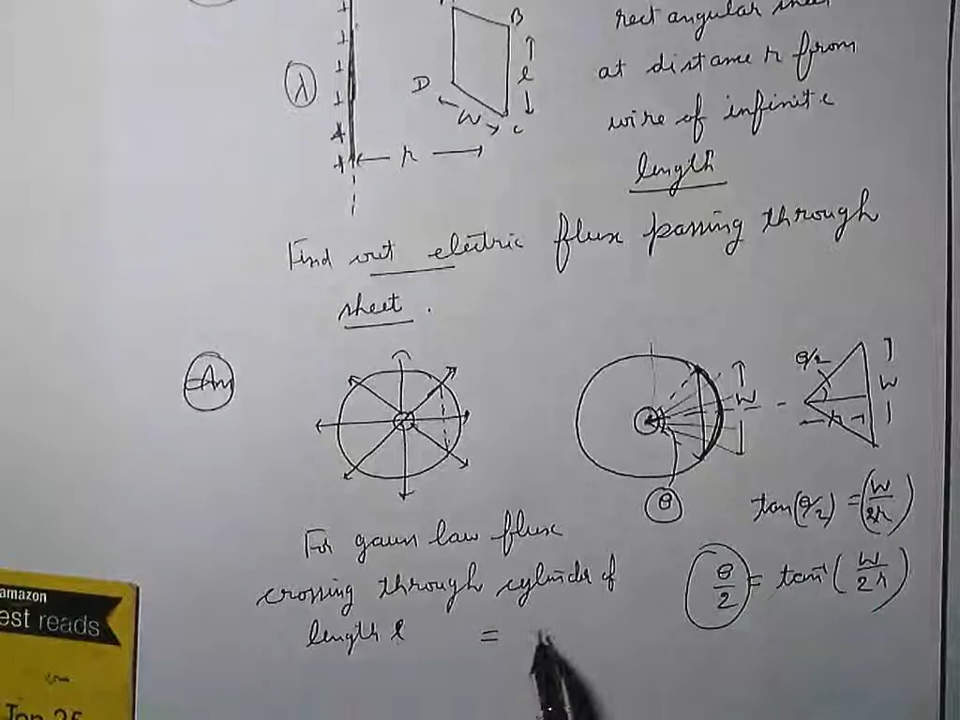 B
rectangular sheet
l
at distance r from
λ
D
w
C
wire of infinite
r
length
Find out electric flux passing through
sheet .
Ans
θ/2
w
w
r
θ
tan(θ/2) = (w/2r)
For gauss law flux
crossing through cylinder of
θ/2 = tan⁻¹(w/2r)
length l =
amazon
est reads